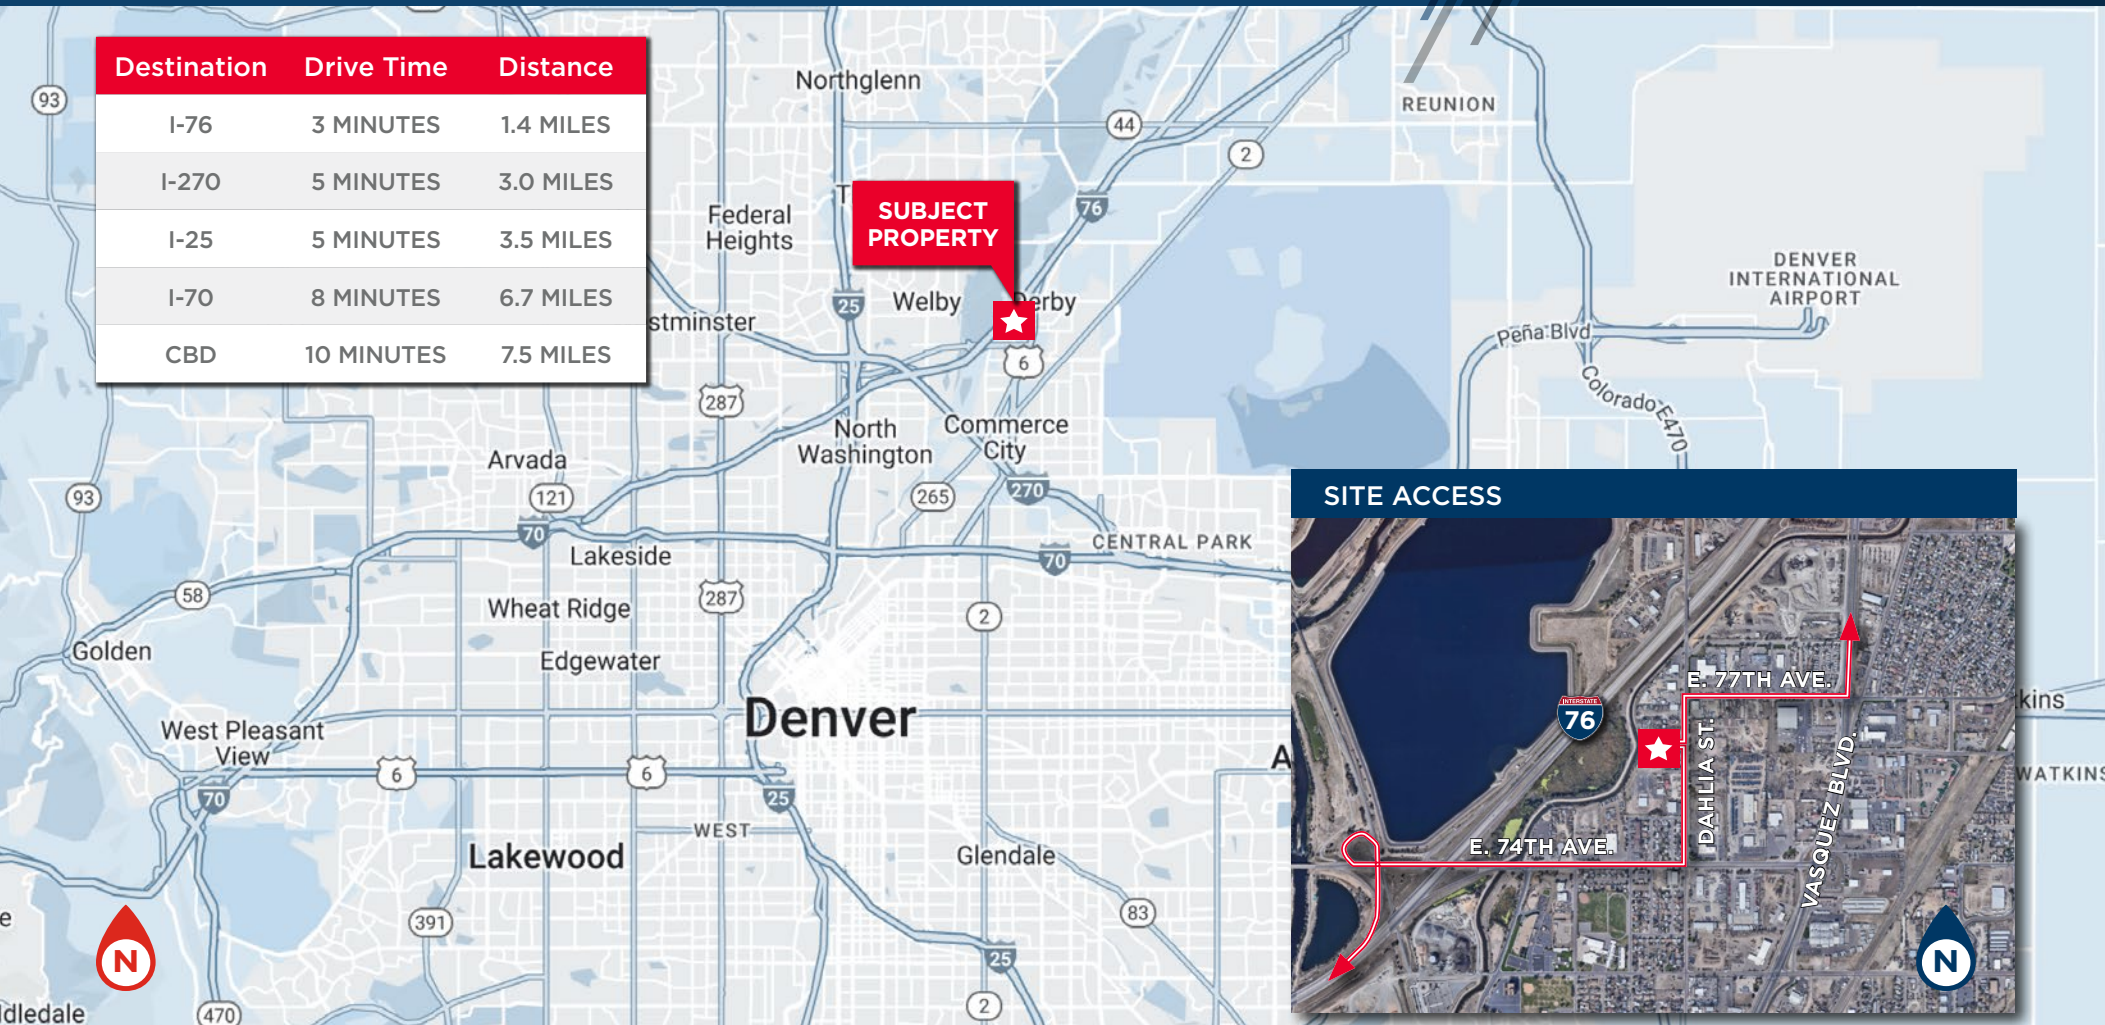 Destination Drive Time Distance
I-76 3 MINUTES 1.4 MILES
I-270 5 MINUTES 3.0 MILES
I-25 5 MINUTES 3.5 MILES
I-70 8 MINUTES 6.7 MILES
CBD 10 MINUTES 7.5 MILES
93
Northglenn
44
REUNION
2
T
SUBJECT
PROPERTY
76
Federal
Heights
25
Welby
Derby
stminster
6
DENVER
INTERNATIONAL
AIRPORT
Peña Blvd
Colorado E470
287
North
Washington
Commerce
City
Arvada
93
121
265
270
70
Lakeside
70
CENTRAL PARK
58
Wheat Ridge
287
2
Golden
Edgewater
Denver
West Pleasant
View
6
6
70
25
A
WEST
Lakewood
Glendale
391
83
e
N
25
2
dledale
470
SITE ACCESS
INTERSTATE
76
E. 77TH AVE.
DAHLIA ST.
VASQUEZ BLVD.
E. 74TH AVE.
N
kins
WATKINS